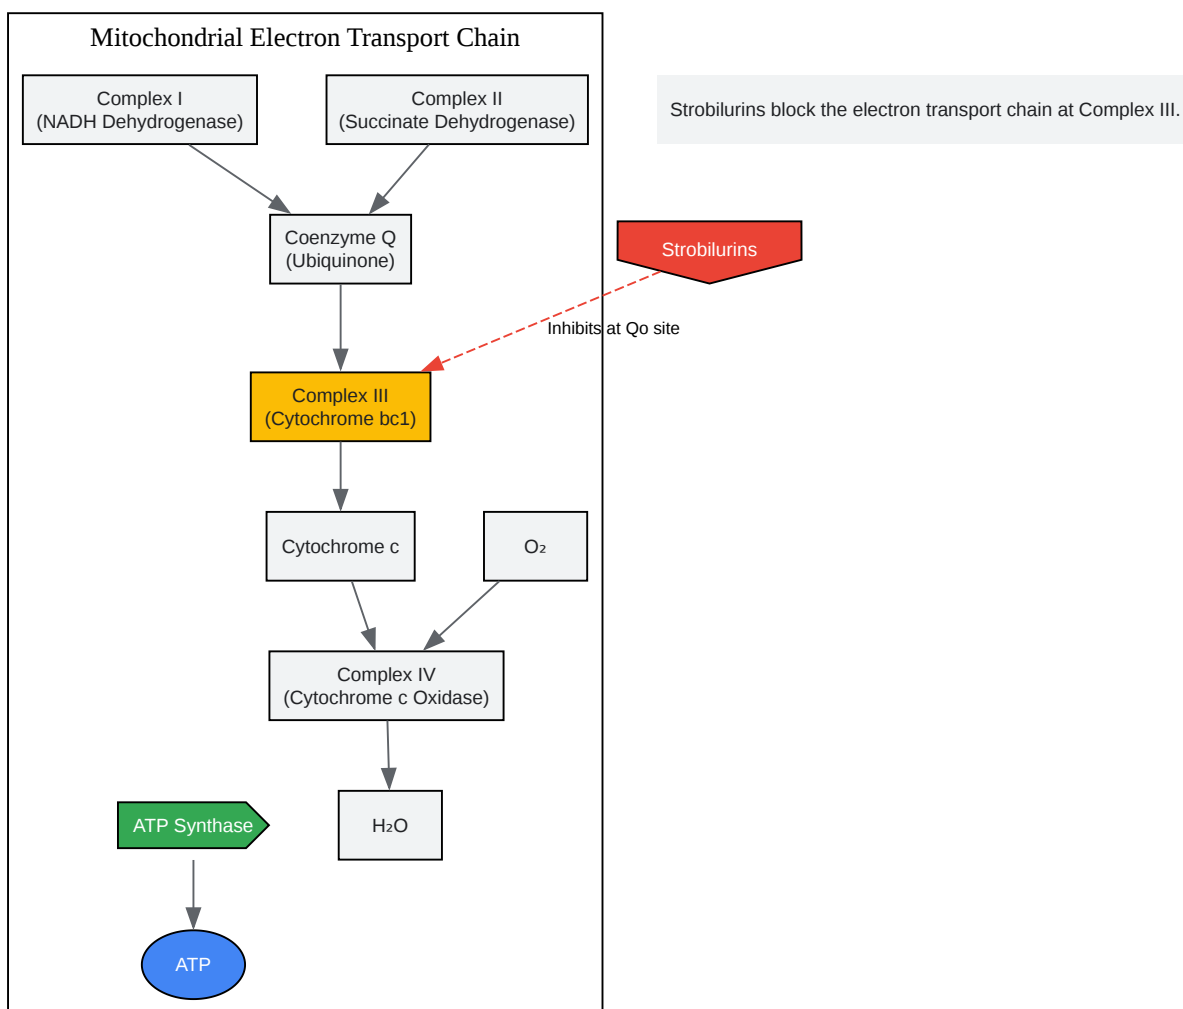 Mitochondrial Electron Transport Chain
Complex I
(NADH Dehydrogenase)
Complex II
(Succinate Dehydrogenase)
Strobilurins block the electron transport chain at Complex III.
Coenzyme Q
(Ubiquinone)
Strobilurins
Inhibits at Qo site
Complex III
(Cytochrome bc1)
Cytochrome c
O₂
Complex IV
(Cytochrome c Oxidase)
ATP Synthase
H₂O
ATP